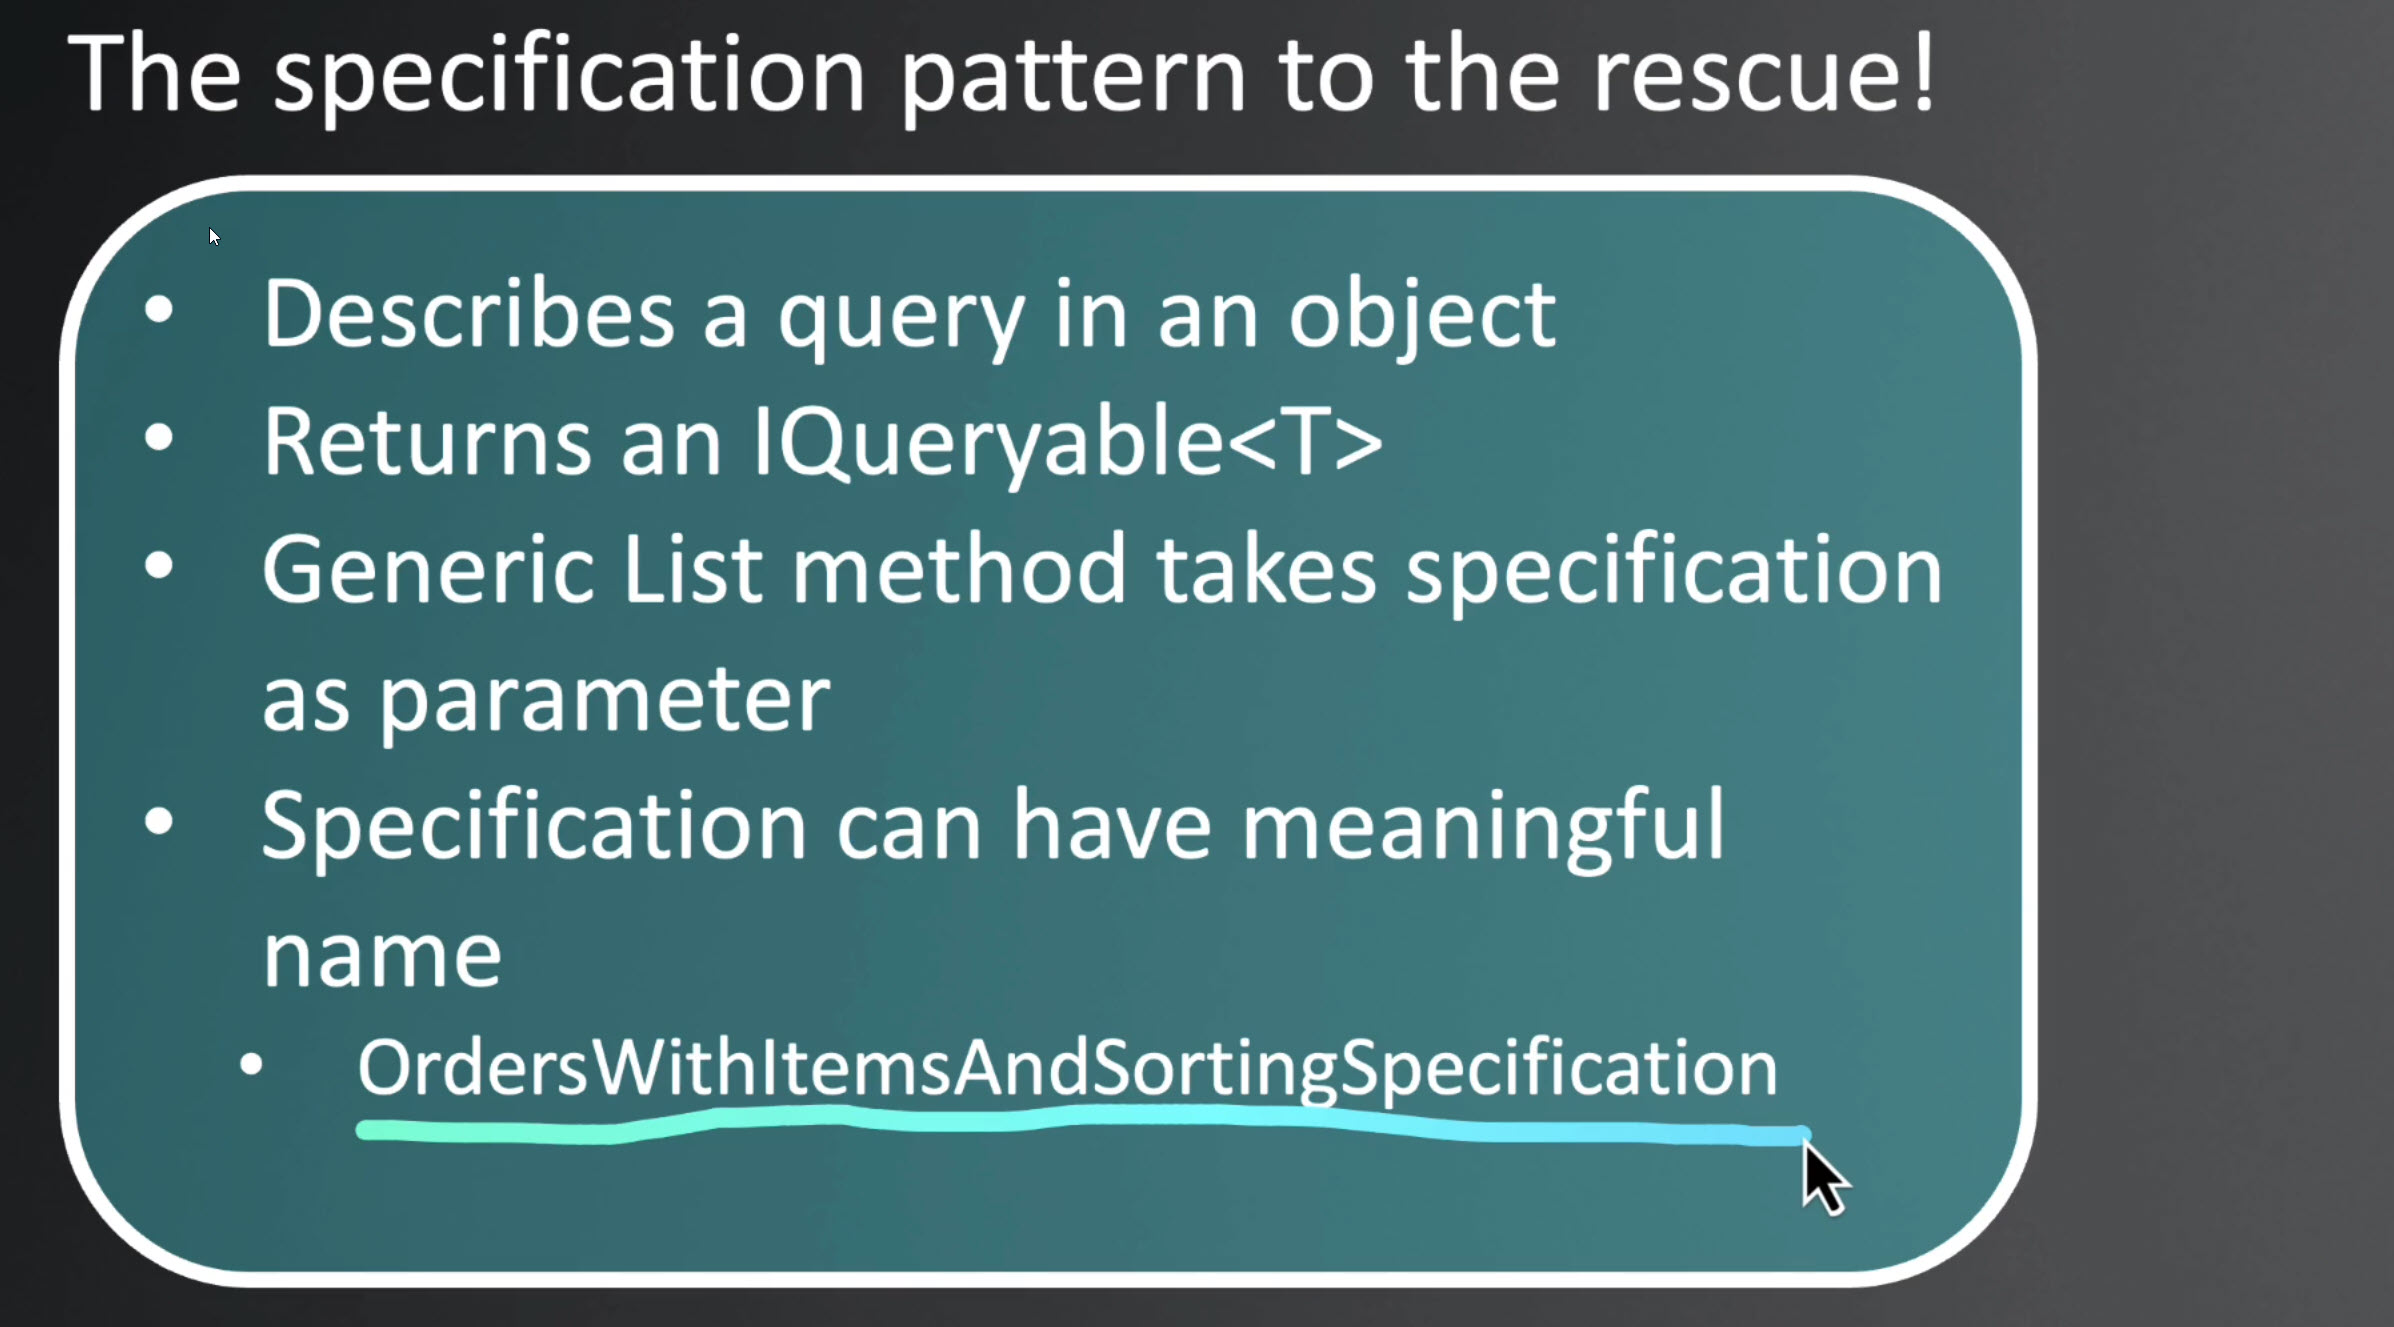 The specification pattern to the rescue!
• Describes a query in an object
• Returns an IQueryable<T>
• Generic List method takes specification
as parameter
• Specification can have meaningful
name
• OrdersWithItemsAndSortingSpecification